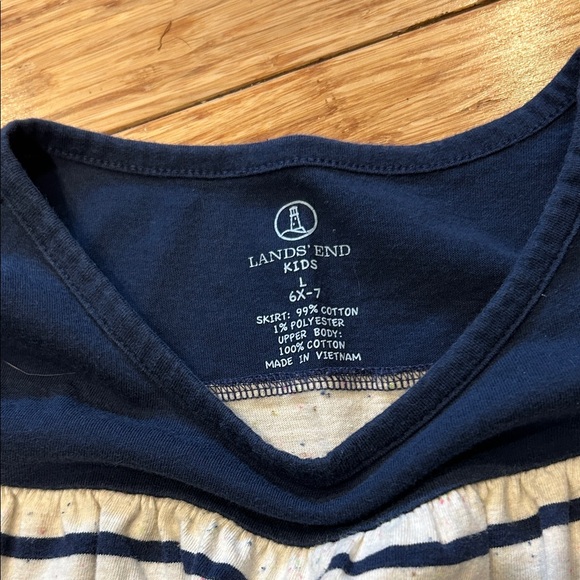 LANDS' END
KIDS
L
6X-7
SKIRT: 99% COTTON
1% POLYESTER
UPPER BODY:
100% COTTON
MADE IN VIETNAM